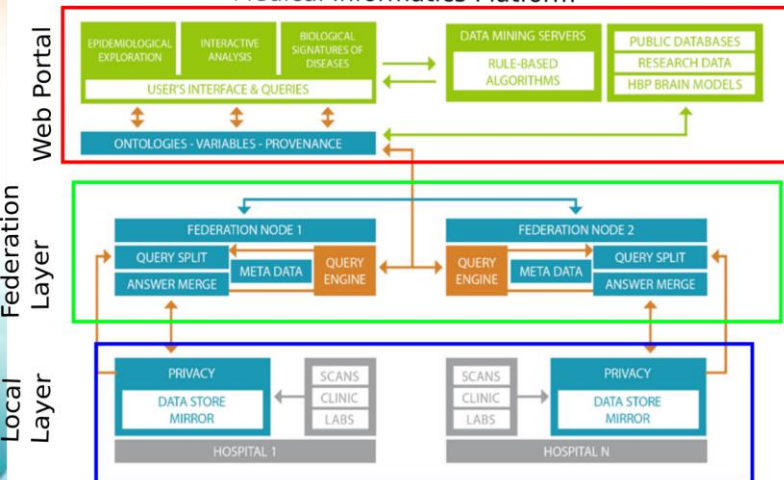 Medical Informatics Platform
Web Portal
EPIDEMIOLOGICAL
EXPLORATION
INTERACTIVE
ANALYSIS
BIOLOGICAL
SIGNATURES OF
DISEASES
USER'S INTERFACE & QUERIES
DATA MINING SERVERS
RULE-BASED
ALGORITHMS
PUBLIC DATABASES
RESEARCH DATA
HBP BRAIN MODELS
ONTOLOGIES - VARIABLES - PROVENANCE
Federation
Layer
FEDERATION NODE 1
QUERY SPLIT
ANSWER MERGE
META DATA
QUERY
ENGINE
FEDERATION NODE 2
QUERY
ENGINE
META DATA
QUERY SPLIT
ANSWER MERGE
Local
Layer
PRIVACY
DATA STORE
MIRROR
SCANS
CLINIC
LABS
HOSPITAL 1
SCANS
CLINIC
LABS
PRIVACY
DATA STORE
MIRROR
HOSPITAL N